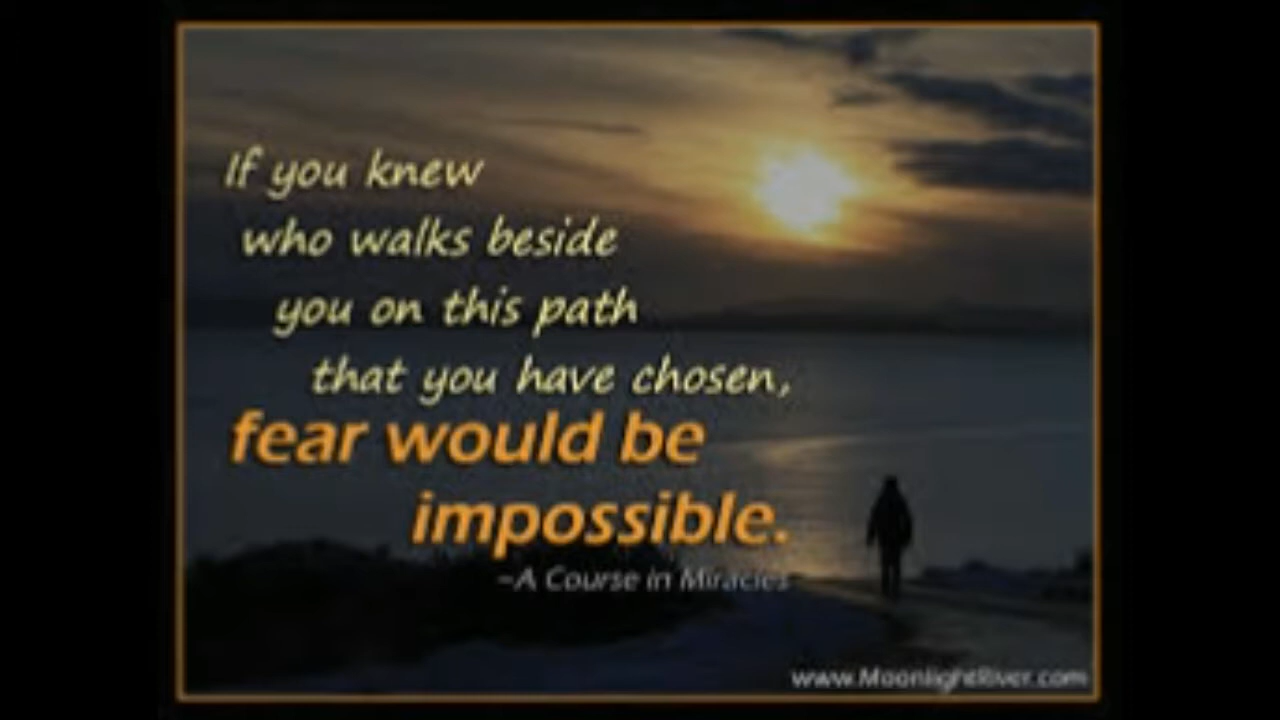 If you knew
who walks beside
you on this path
that you have chosen,
fear would be
impossible.
~A Course in Miracles
www.MoonlightRiver.com